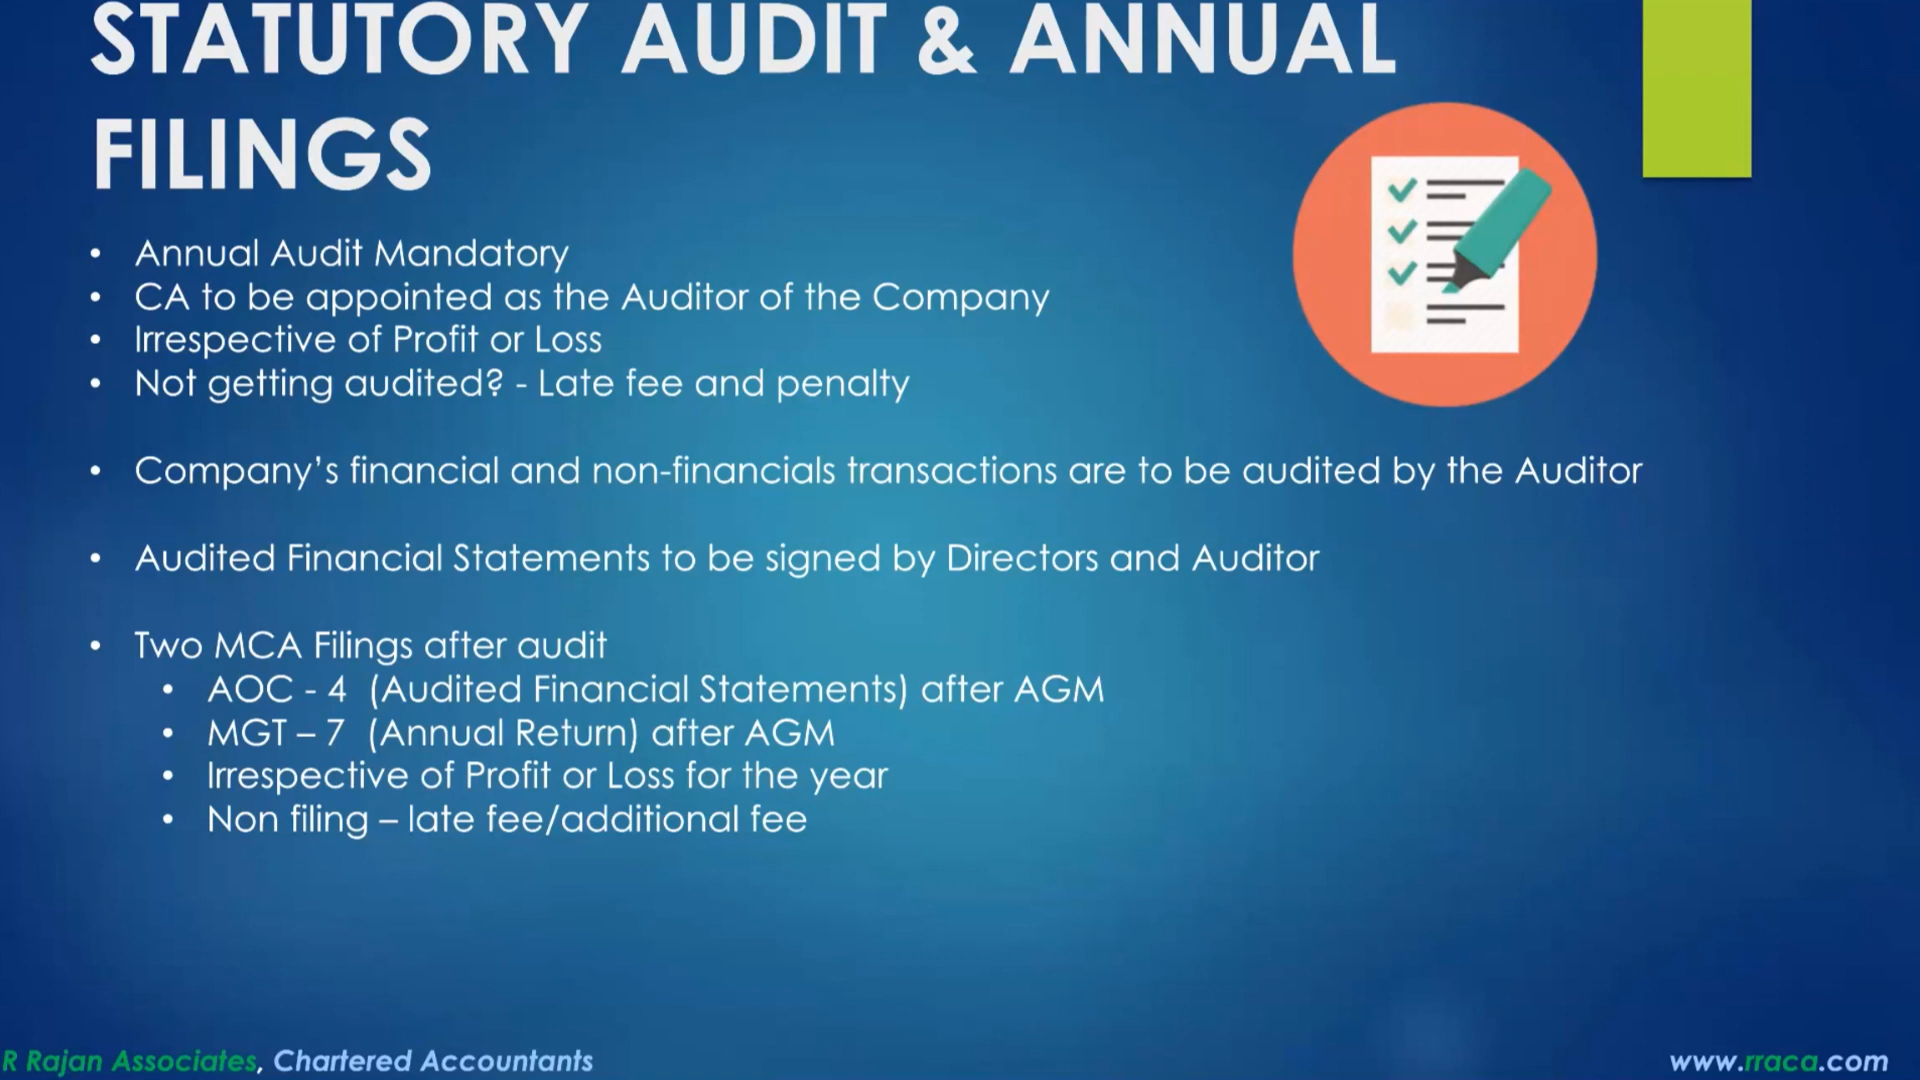 STATUTORY AUDIT & ANNUAL
FILINGS
• Annual Audit Mandatory
• CA to be appointed as the Auditor of the Company
• Irrespective of Profit or Loss
• Not getting audited? - Late fee and penalty
• Company’s financial and non-financials transactions are to be audited by the Auditor
• Audited Financial Statements to be signed by Directors and Auditor
• Two MCA Filings after audit
• AOC - 4 (Audited Financial Statements) after AGM
• MGT – 7 (Annual Return) after AGM
• Irrespective of Profit or Loss for the year
• Non filing – late fee/additional fee
R Rajan Associates, Chartered Accountants
www.rraca.com